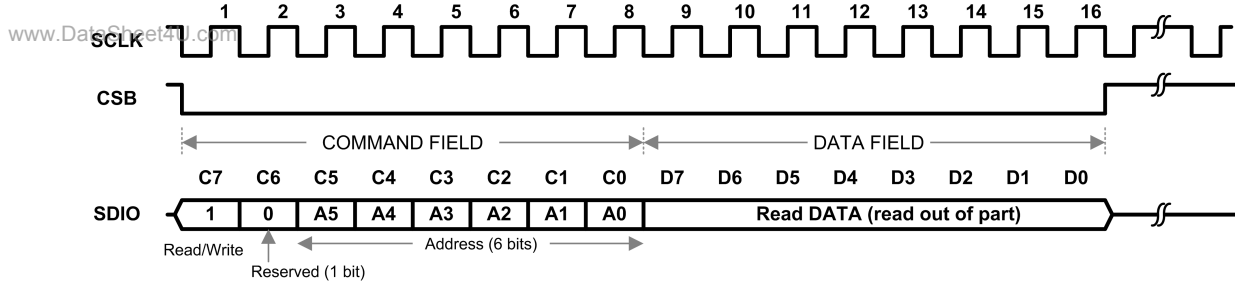 1 2 3 4 5 6 7 8 9 10 11 12 13 14 15 16
www.DataSheet4U.com
SCLK
CSB
COMMAND FIELD DATA FIELD
C7 C6 C5 C4 C3 C2 C1 C0 D7 D6 D5 D4 D3 D2 D1 D0
SDIO 1 0 A5 A4 A3 A2 A1 A0 Read DATA (read out of part)
Read/Write Address (6 bits)
Reserved (1 bit)